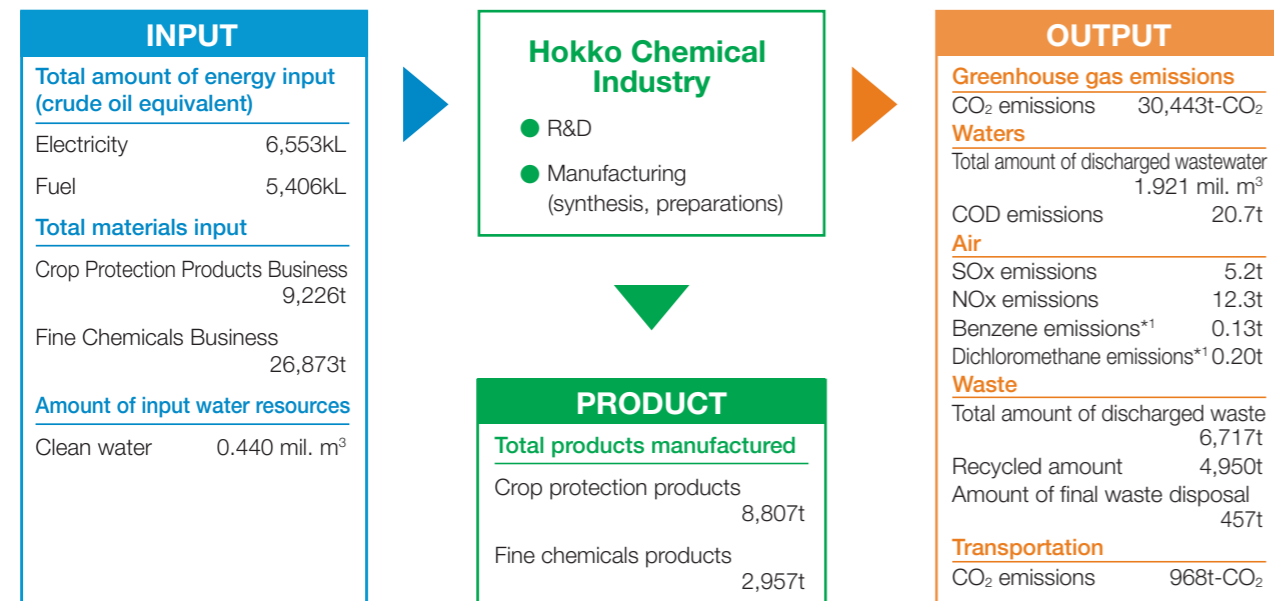 INPUT
Total amount of energy input
(crude oil equivalent)
Electricity 6,553kL
Fuel 5,406kL
Total materials input
Crop Protection Products Business
9,226t
Fine Chemicals Business
26,873t
Amount of input water resources
Clean water 0.440 mil. m³
Hokko Chemical
Industry
● R&D
● Manufacturing
(synthesis, preparations)
PRODUCT
Total products manufactured
Crop protection products
8,807t
Fine chemicals products
2,957t
OUTPUT
Greenhouse gas emissions
CO₂ emissions 30,443t-CO₂
Waters
Total amount of discharged wastewater
1.921 mil. m³
COD emissions 20.7t
Air
SOx emissions 5.2t
NOx emissions 12.3t
Benzene emissions*¹ 0.13t
Dichloromethane emissions*¹ 0.20t
Waste
Total amount of discharged waste
6,717t
Recycled amount 4,950t
Amount of final waste disposal
457t
Transportation
CO₂ emissions 968t-CO₂